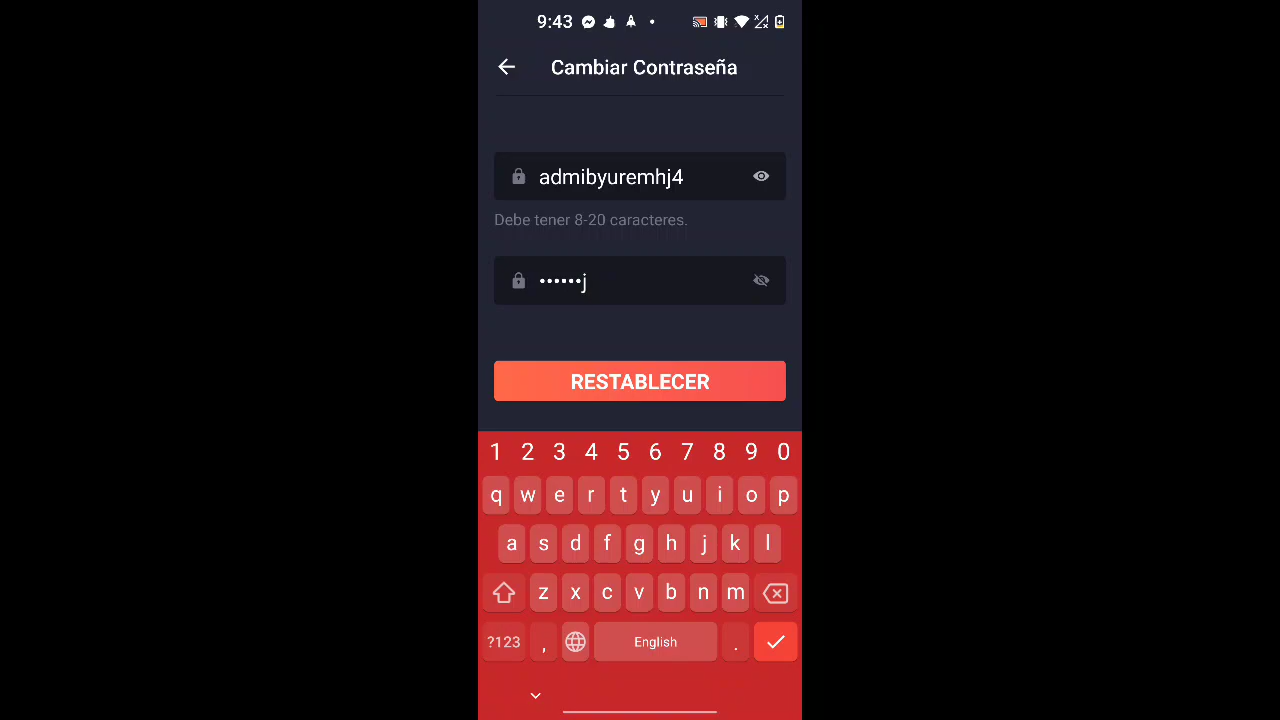 9:43
Cambiar Contraseña
admibyuremhj4
Debe tener 8-20 caracteres.
••••••j
RESTABLECER
1 2 3 4 5 6 7 8 9 0
q w e r t y u i o p
a s d f g h j k l
z x c v b n m
?123 , English .